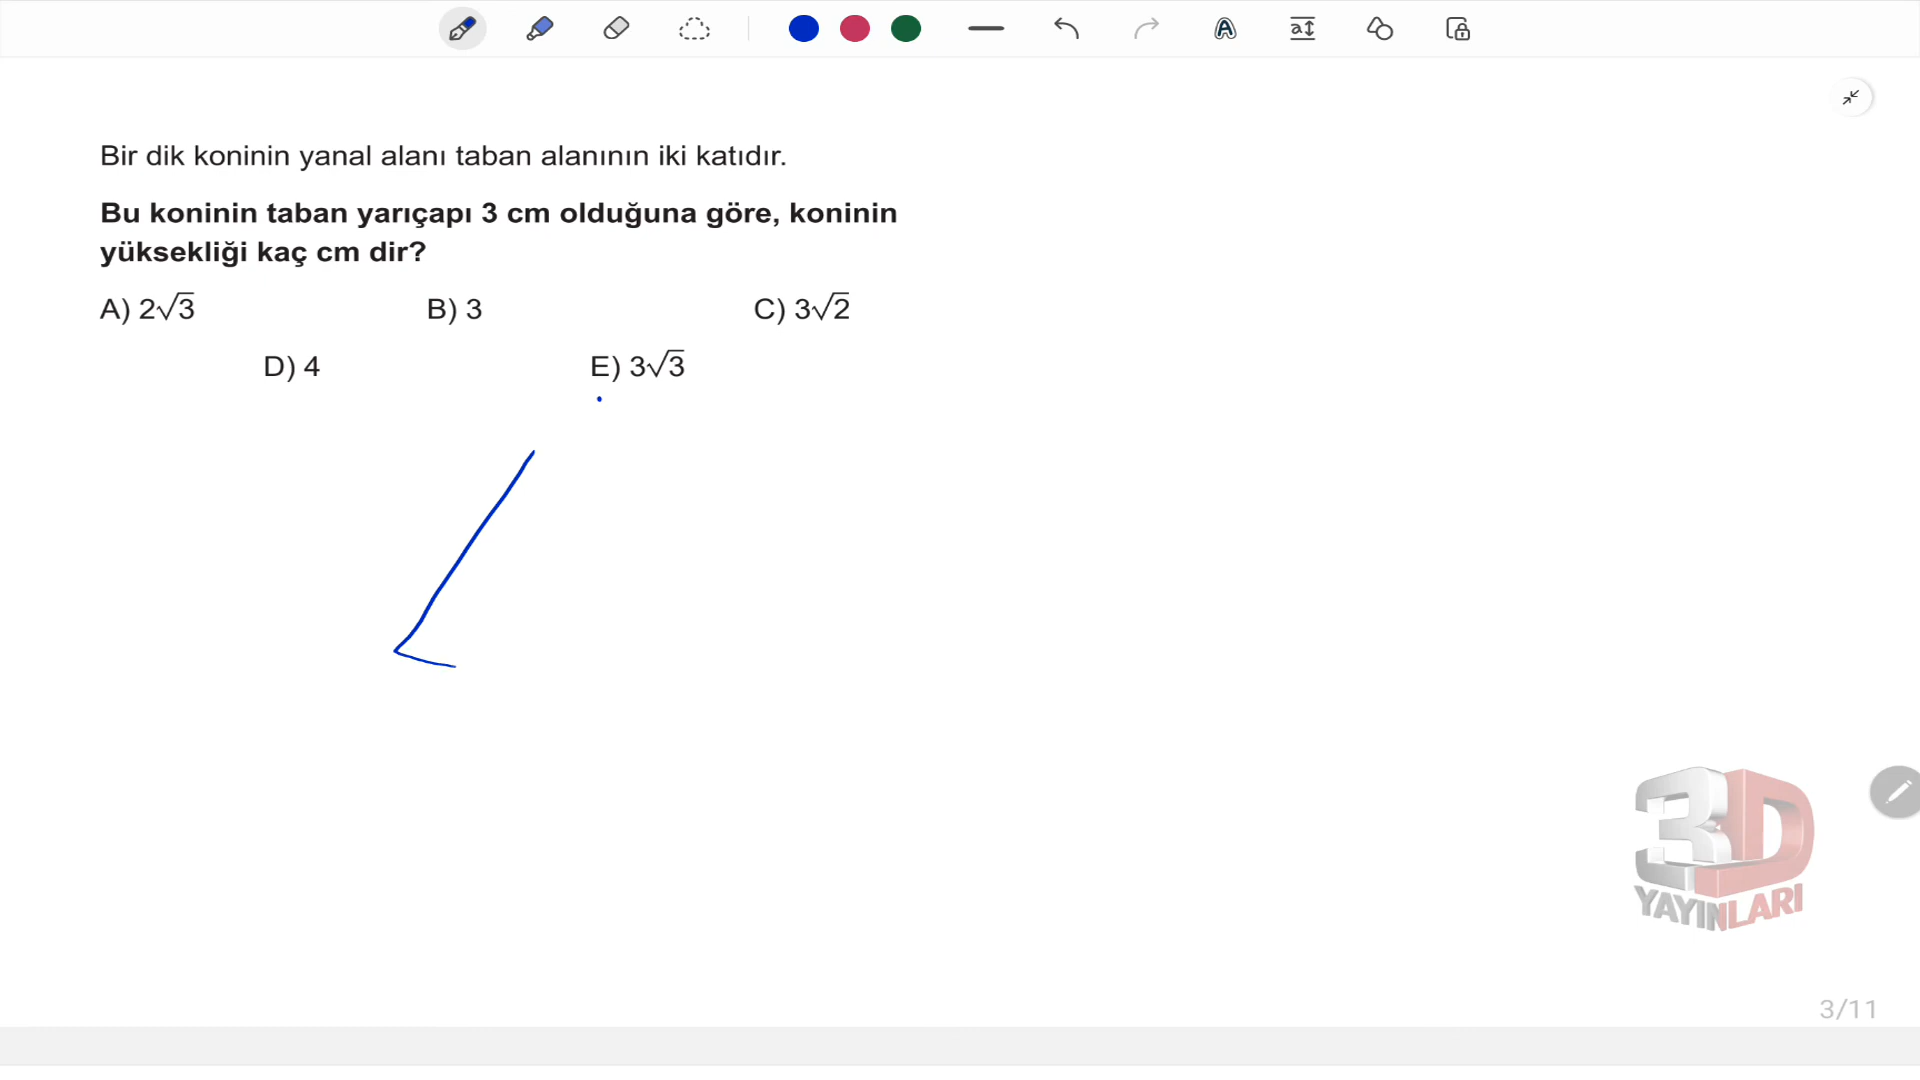 Bir dik koninin yanal alanı taban alanının iki katıdır.
Bu koninin taban yarıçapı 3 cm olduğuna göre, koninin
yüksekliği kaç cm dir?
A) 2√3 B) 3 C) 3√2
D) 4 E) 3√3
3D
YAYINLARI
3/11